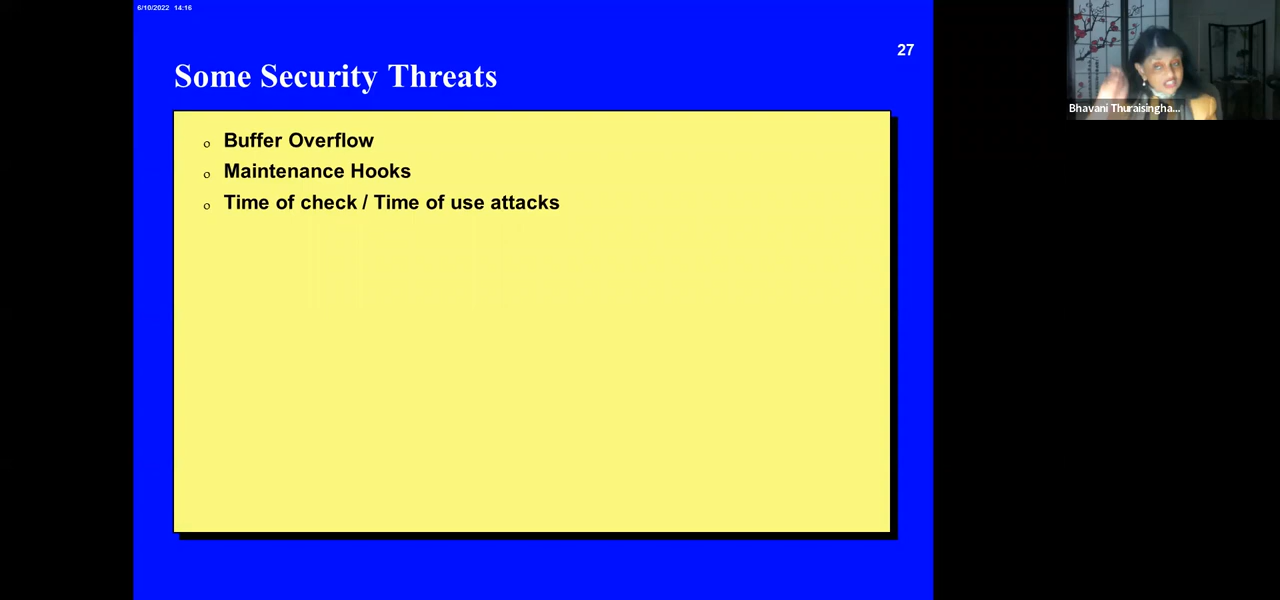 6/10/2022 14:16
27
Some Security Threats
o Buffer Overflow
o Maintenance Hooks
o Time of check / Time of use attacks
Bhavani Thuraisingha...